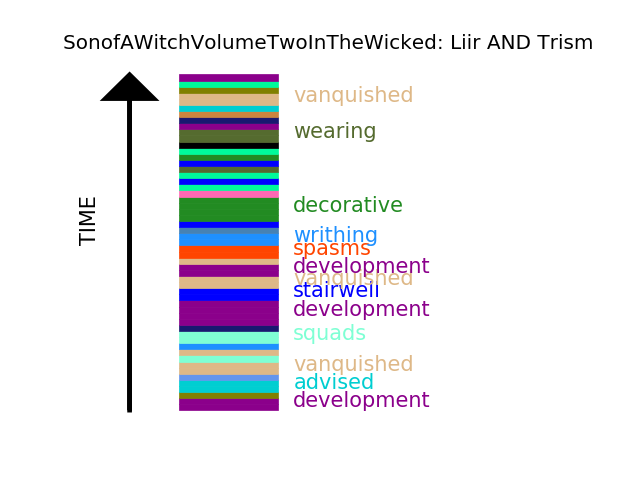 SonofAWitchVolumeTwoInTheWicked: Liir AND Trism
vanquished
wearing
TIME
decorative
writhing
spasms
development
vanquished
stairwell
development
squads
vanquished
advised
development